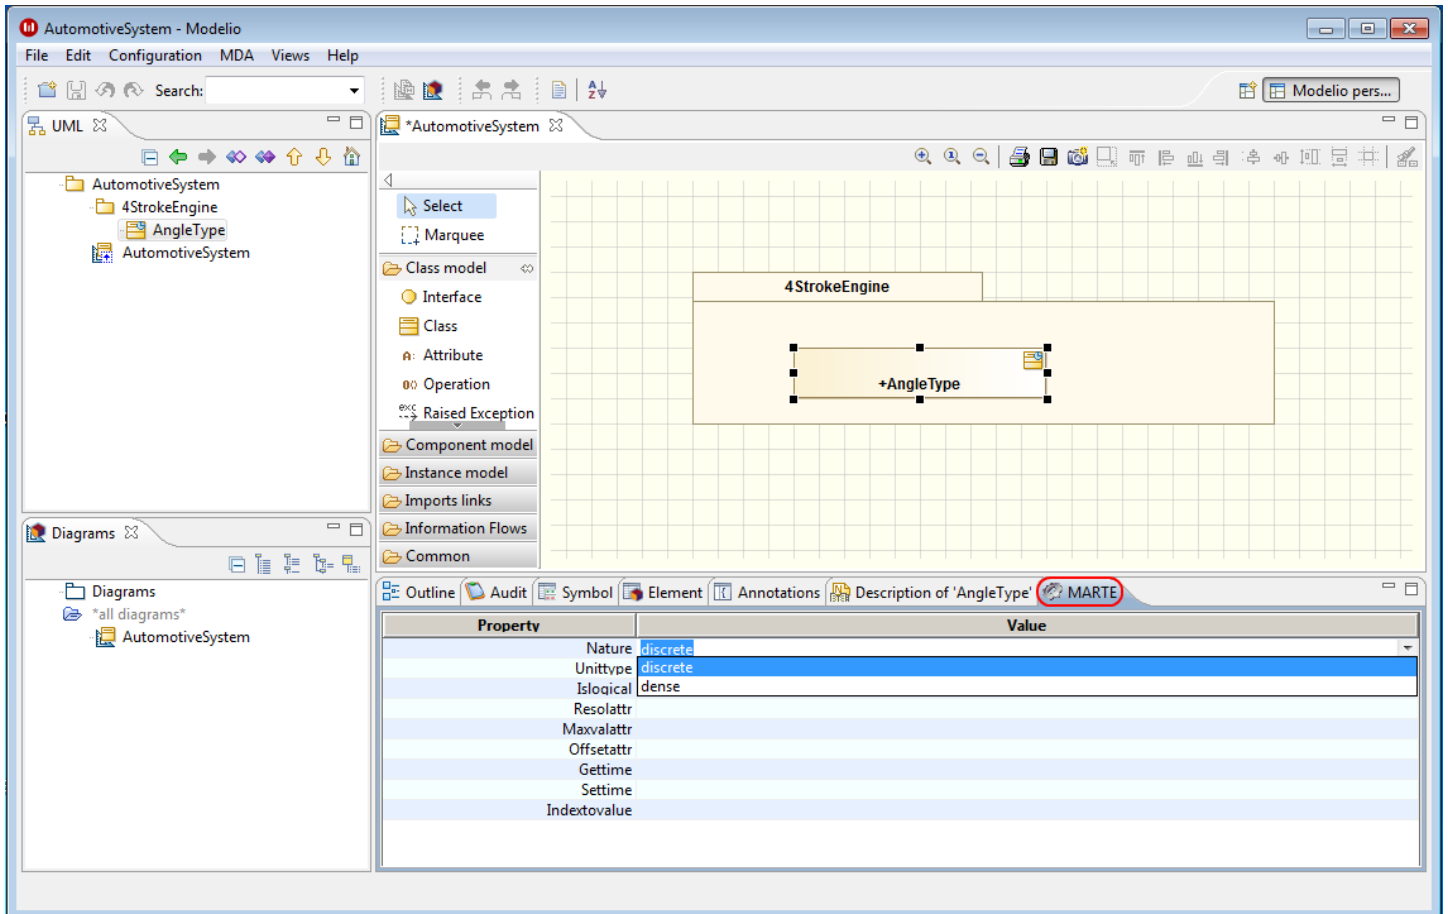 AutomotiveSystem - Modelio
File Edit Configuration MDA Views Help
Search:
Modelio pers...
UML
AutomotiveSystem
4StrokeEngine
AngleType
AutomotiveSystem
*AutomotiveSystem
Select
Marquee
Class model
Interface
Class
Attribute
Operation
Raised Exception
Component model
Instance model
Imports links
Information Flows
Common
4StrokeEngine
+AngleType
Diagrams
Diagrams
*all diagrams*
AutomotiveSystem
Outline Audit Symbol Element Annotations Description of 'AngleType' MARTE
Property Value
Nature discrete
Unittype discrete
Islogical dense
Resolattr
Maxvalattr
Offsetattr
Gettime
Settime
Indextovalue